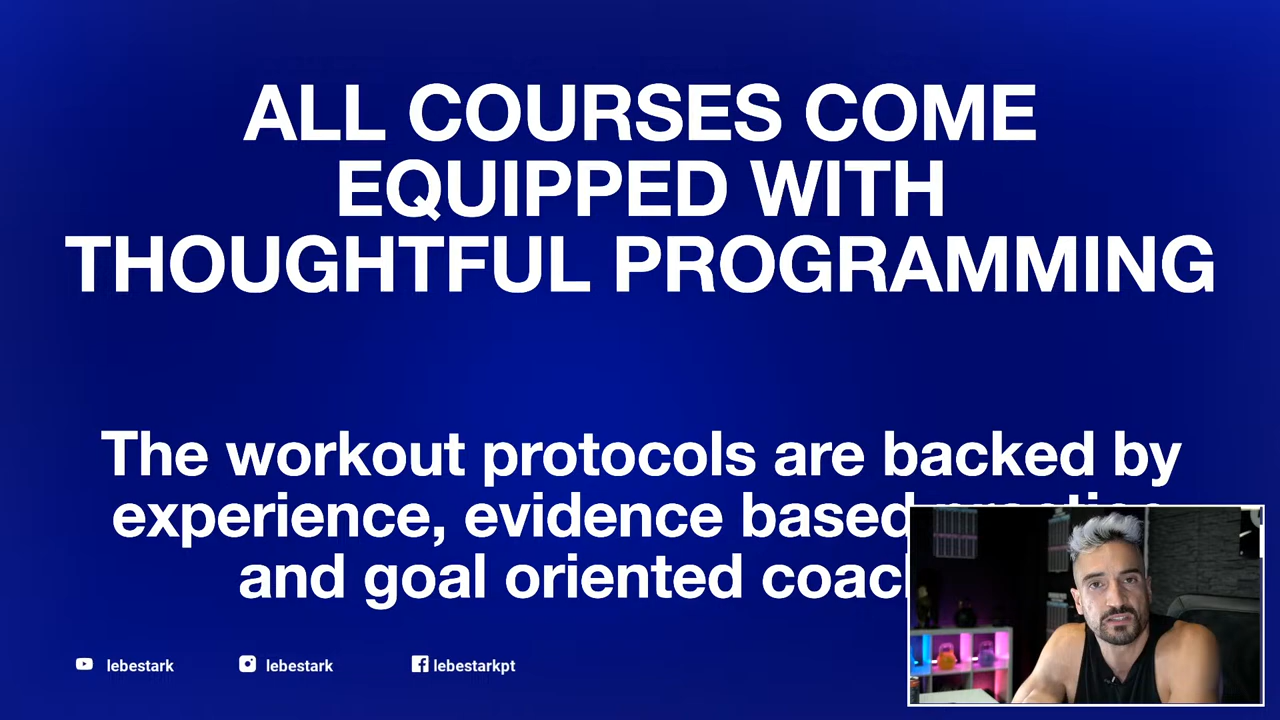 ALL COURSES COME
EQUIPPED WITH
THOUGHTFUL PROGRAMMING
The workout protocols are backed by
experience, evidence based
and goal oriented
lebestark
lebestark
lebestarkpt